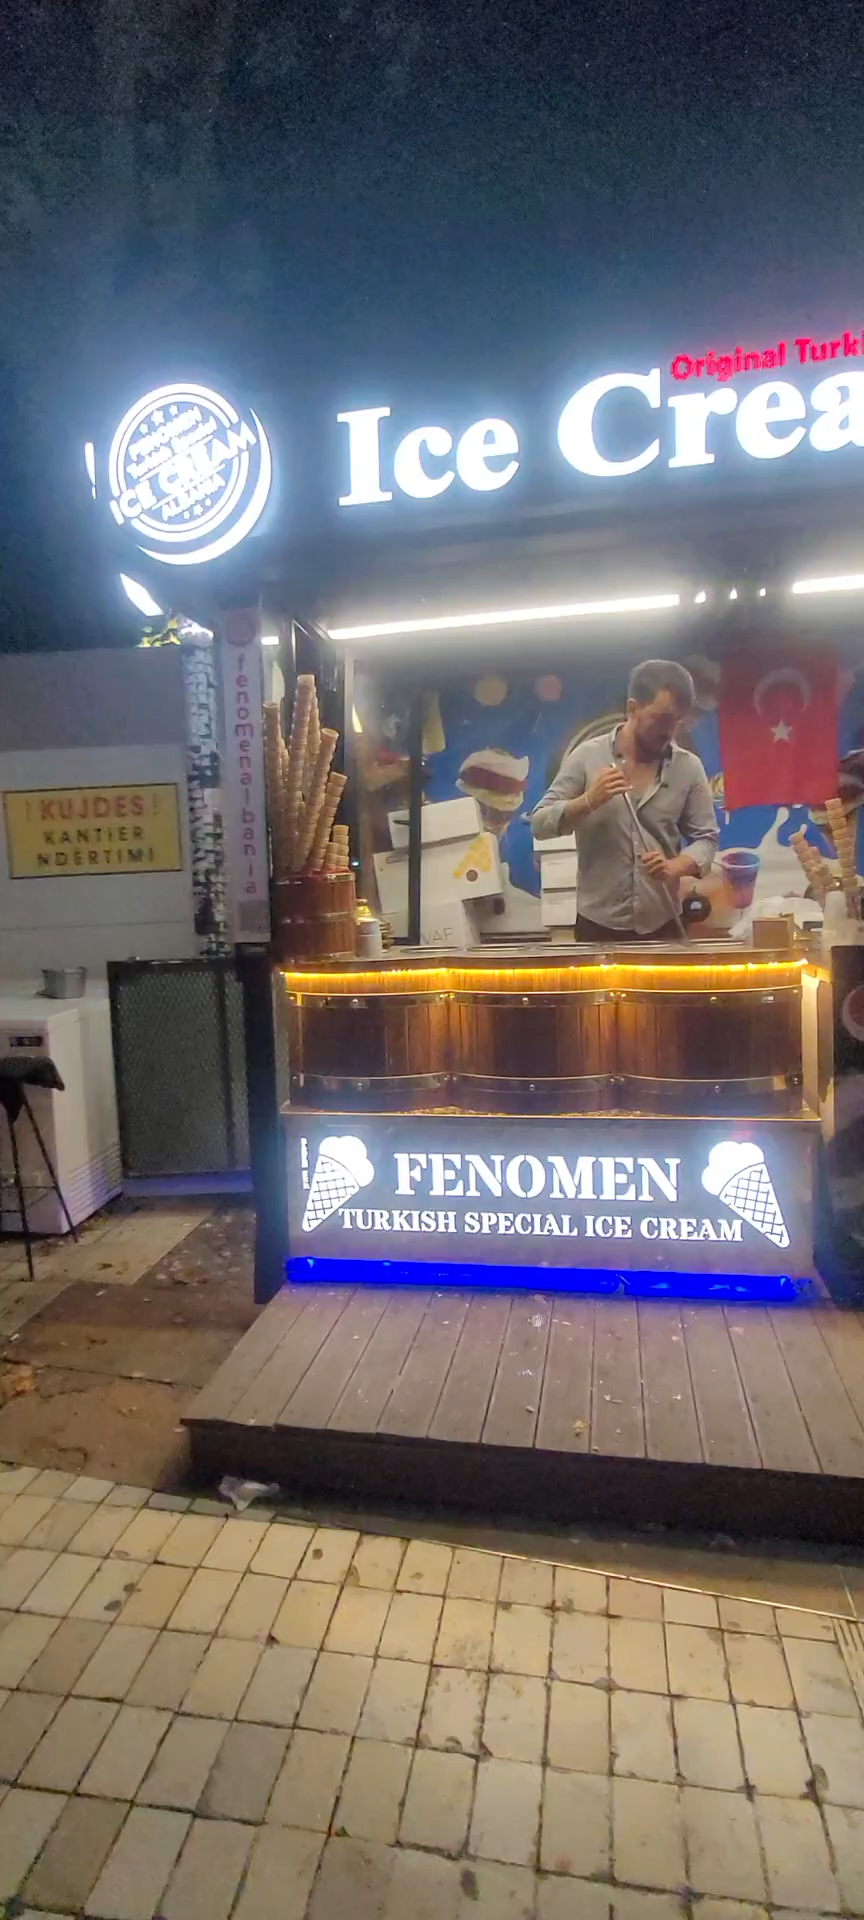 Original Turki
Ice Crea
FENOMEN
Turkish Special
ICE CREAM
ALBANIA
fenomenalbania
! KUJDES !
KANTIER
NDERTIMI
FENOMEN
TURKISH SPECIAL ICE CREAM